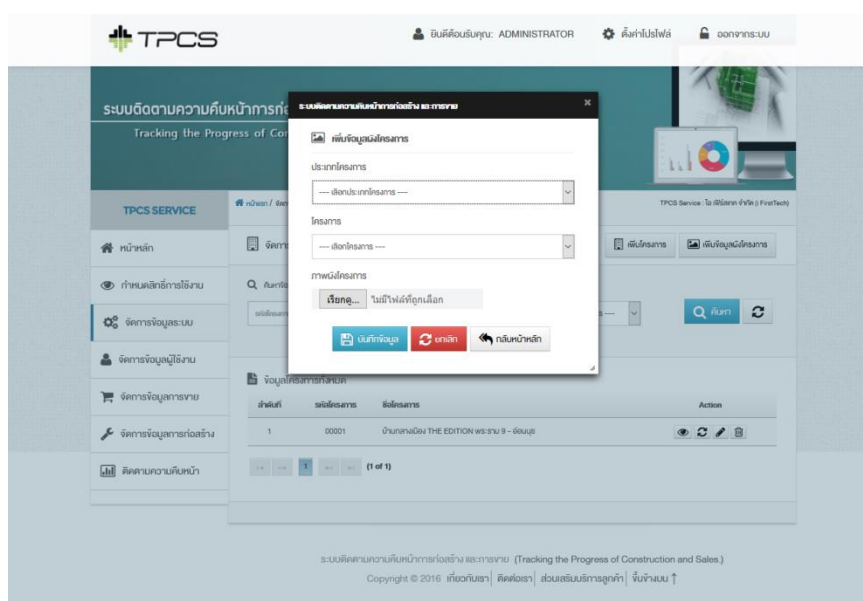 TPCS
ยินดีต้อนรับคุณ: ADMINISTRATOR
ตั้งค่าโปรไฟล์
ออกจากระบบ
ระบบติดตามความคืบหน้าการก่อ
Tracking the Progress of Con
ระบบติดตามความคืบหน้าการก่อสร้าง และการขาย
เพิ่มข้อมูลผังโครงการ
ประเภทโครงการ
---- เลือกประเภทโครงการ ----
โครงการ
---- เลือกโครงการ ----
ภาพผังโครงการ
เรียกดู... ไม่มีไฟล์ที่ถูกเลือก
บันทึกข้อมูล
ยกเลิก
กลับหน้าหลัก
TPCS SERVICE
หน้าหลัก
กำหนดสิทธิ์การใช้งาน
จัดการข้อมูลระบบ
จัดการข้อมูลผู้ใช้งาน
จัดการข้อมูลการขาย
จัดการข้อมูลการก่อสร้าง
ติดตามความคืบหน้า
หน้าแรก /
TPCS Service :
เพิ่มโครงการ
เพิ่มข้อมูลผังโครงการ
ค้นหา
ข้อมูลโครงการทั้งหมด
ลำดับที่ รหัสโครงการ ชื่อโครงการ Action
1 00001 บ้านกลางเมือง THE EDITION พระราม 9 - อ่อนนุช
1 (1 of 1)
ระบบติดตามความคืบหน้าการก่อสร้าง และการขาย (Tracking the Progress of Construction and Sales.)
Copyright © 2016 เกี่ยวกับเรา| ติดต่อเรา| ส่วนเสริมบริการลูกค้า| ขึ้นข้างบน ↑